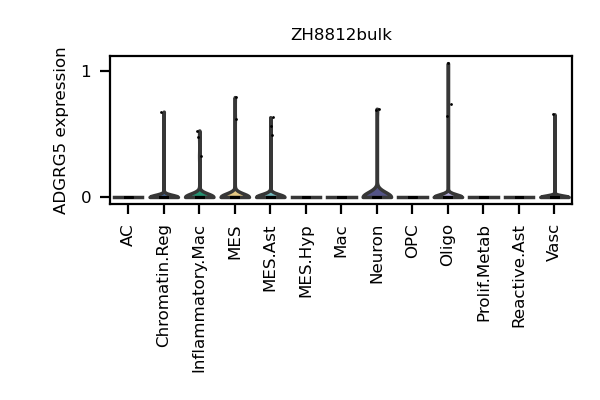 ZH8812bulk
ADGRG5 expression
1
0
AC
Chromatin.Reg
Inflammatory.Mac
MES
MES.Ast
MES.Hyp
Mac
Neuron
OPC
Oligo
Prolif.Metab
Reactive.Ast
Vasc